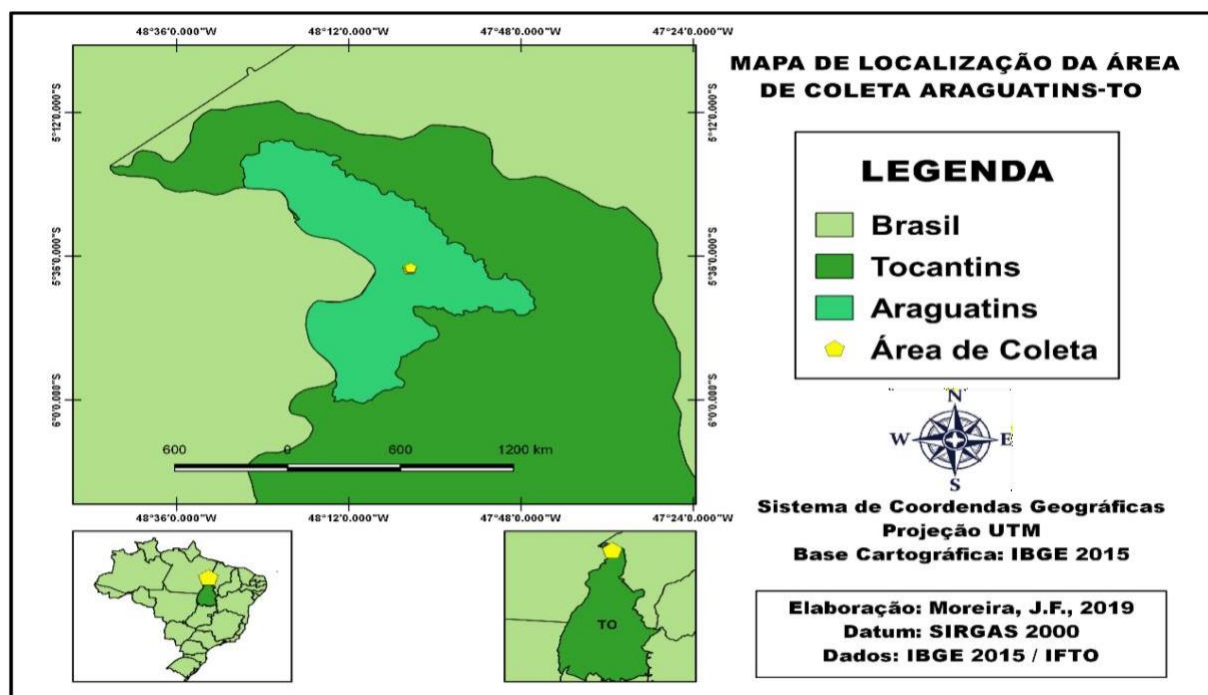 48°36'0.000"W 48°12'0.000"W 47°48'0.000"W 47°24'0.000"W
5°12'0.000"S 5°12'0.000"S
5°36'0.000"S 5°36'0.000"S
6°0'0.000"S 6°0'0.000"S
600 0 600 1200 km
48°36'0.000"W 48°12'0.000"W 47°48'0.000"W 47°24'0.000"W
TO
MAPA DE LOCALIZAÇÃO DA ÁREA
DE COLETA ARAGUATINS-TO
LEGENDA
Brasil
Tocantins
Araguatins
Área de Coleta
N
W E
S
Sistema de Coordendas Geográficas
Projeção UTM
Base Cartográfica: IBGE 2015
Elaboração: Moreira, J.F., 2019
Datum: SIRGAS 2000
Dados: IBGE 2015 / IFTO